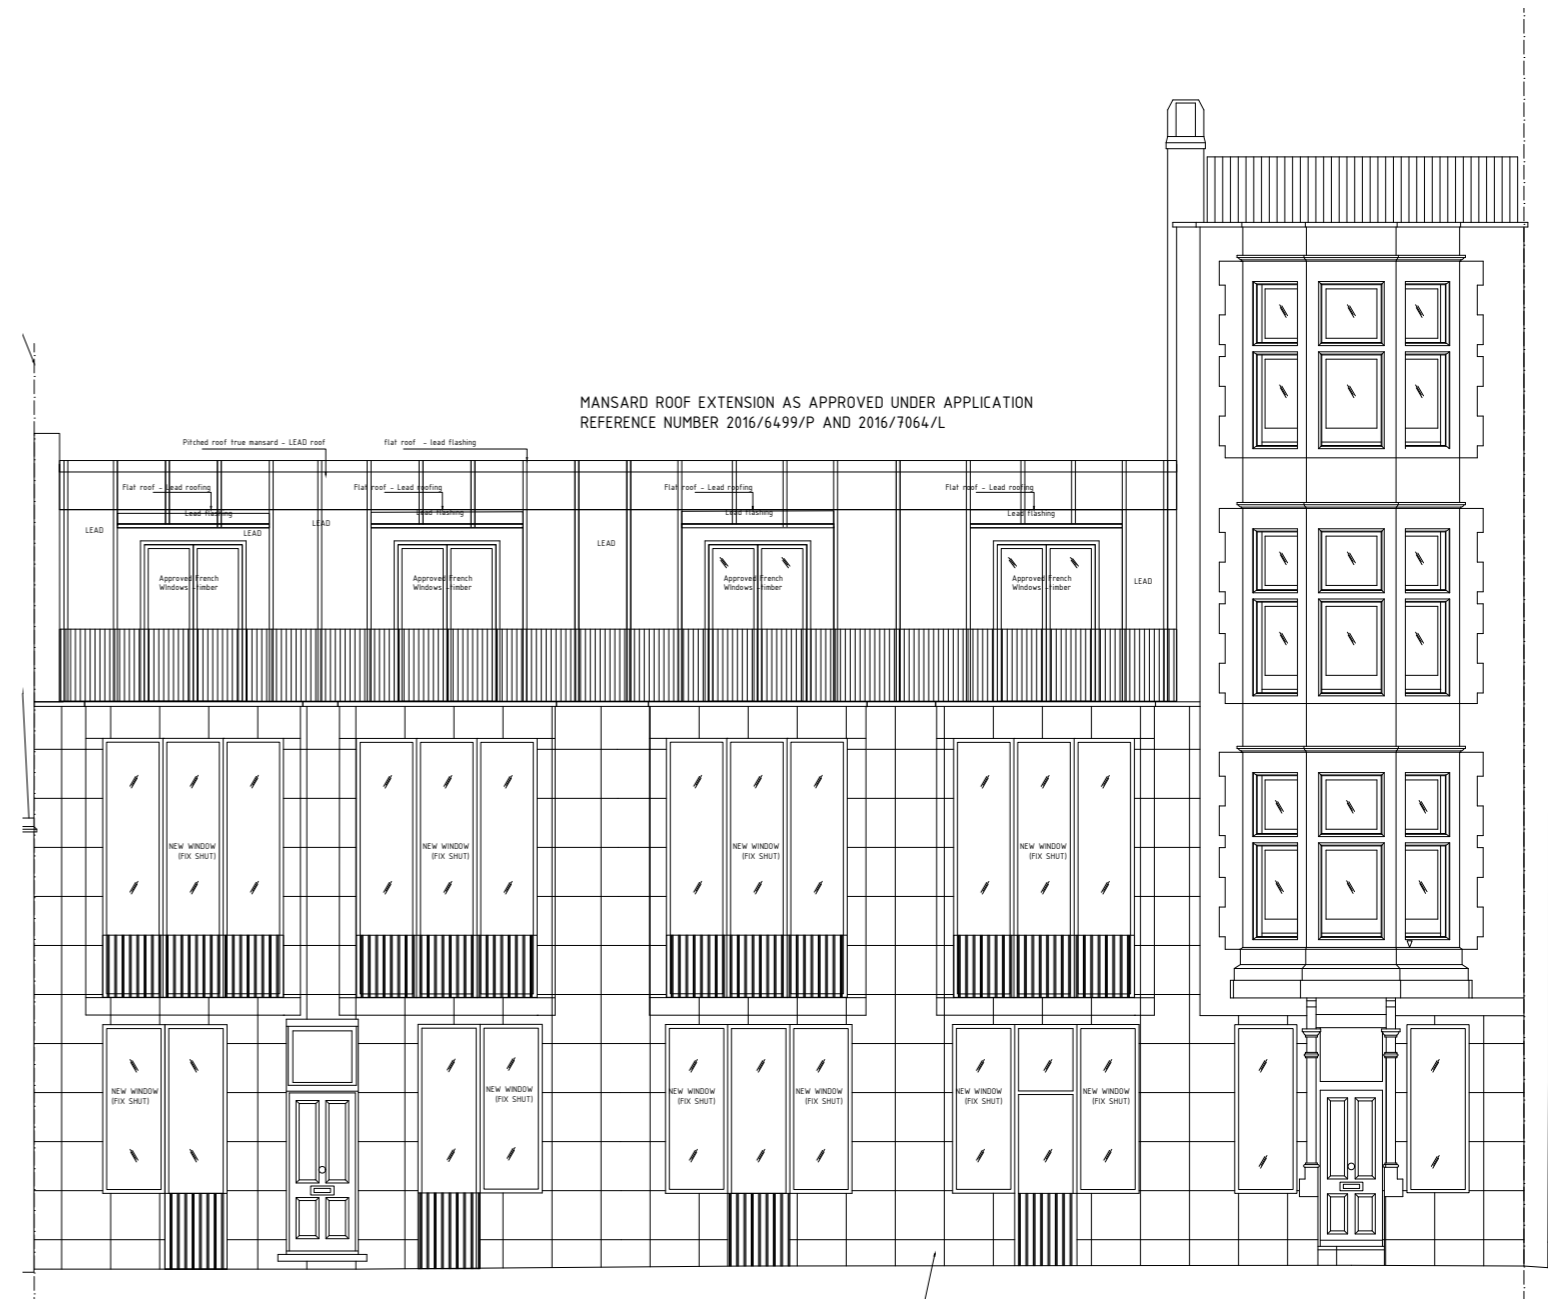 MANSARD ROOF EXTENSION AS APPROVED UNDER APPLICATION
REFERENCE NUMBER 2016/6499/P AND 2016/7064/L
Pitched roof true mansard - LEAD roof
flat roof - lead flashing
Flat roof - Lead roofing
Flat roof - Lead roofing
Flat roof - Lead roofing
Flat roof - Lead roofing
Lead flashing
Lead flashing
Lead flashing
Lead flashing
LEAD
LEAD
LEAD
LEAD
LEAD
Approved French
Windows -timber
Approved French
Windows -timber
Approved French
Windows -timber
Approved French
Windows -timber
NEW WINDOW
(FIX SHUT)
NEW WINDOW
(FIX SHUT)
NEW WINDOW
(FIX SHUT)
NEW WINDOW
(FIX SHUT)
NEW WINDOW
(FIX SHUT)
NEW WINDOW
(FIX SHUT)
NEW WINDOW
(FIX SHUT)
NEW WINDOW
(FIX SHUT)
NEW WINDOW
(FIX SHUT)
NEW WINDOW
(FIX SHUT)